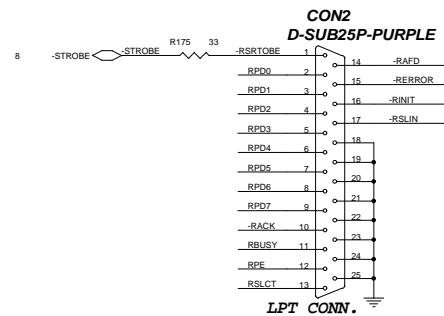 CON2
D-SUB25P-PURPLE
R175 33
8 -STROBE -STROBE -RSRTOBE 1
14 -RAFD
RPD0 2
15 -RERROR
RPD1 3
16 -RINIT
RPD2 4
17 -RSLIN
RPD3 5
18
RPD4 6
19
RPD5 7
20
RPD6 8
21
RPD7 9
22
-RACK 10
23
RBUSY 11
24
RPE 12
25
RSLCT 13
LPT CONN.